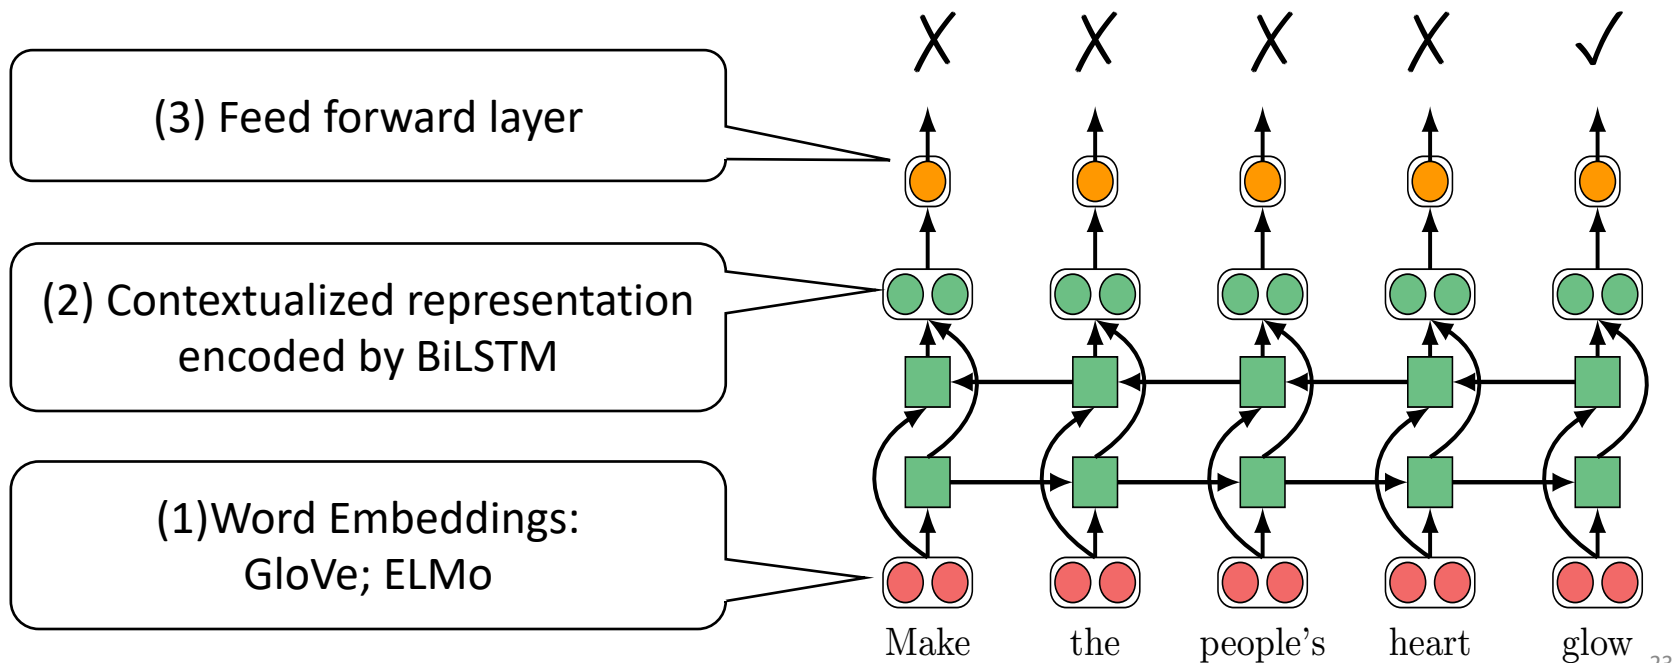 ✗ ✗ ✗ ✗ ✓
(3) Feed forward layer
(2) Contextualized representation
encoded by BiLSTM
(1)Word Embeddings:
GloVe; ELMo
Make the people's heart glow